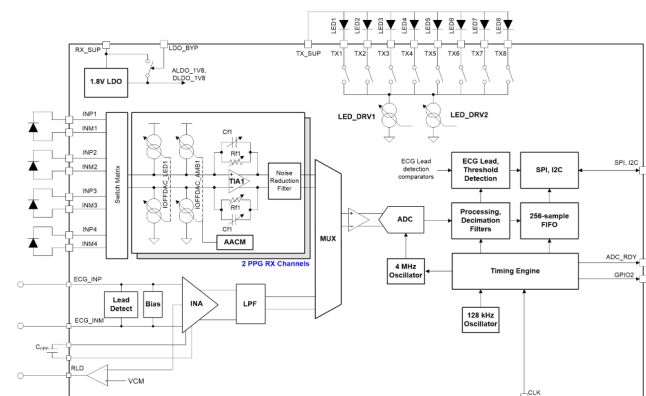 LED1 LED2 LED3 LED4 LED5 LED6 LED7 LED8
RX_SUP LDO_BYP TX_SUP TX1 TX2 TX3 TX4 TX5 TX6 TX7 TX8
1.8V LDO
ALDO_1V8,
DLDO_1V8
LED_DRV1 LED_DRV2
INP1
INM1
INP2
INM2
INP3
INM3
INP4
INM4
Switch Matrix
IOFFDAC_LED1
IOFFDAC_AMB1
Cf1
Rf1
TIA1
Rf1
Cf1
Noise
Reduction
Filter
AACM
2 PPG RX Channels
MUX
ADC
ECG Lead
detection
comparators
ECG Lead,
Threshold
Detection
SPI, I2C
SPI, I2C
Processing,
Decimation
Filters
256-sample
FIFO
4 MHz
Oscillator
Timing Engine
ADC_RDY
GPIO2
128 kHz
Oscillator
CLK
ECG_INP
Lead
Detect
Bias
INA
LPF
ECG_INM
RLD
VCM